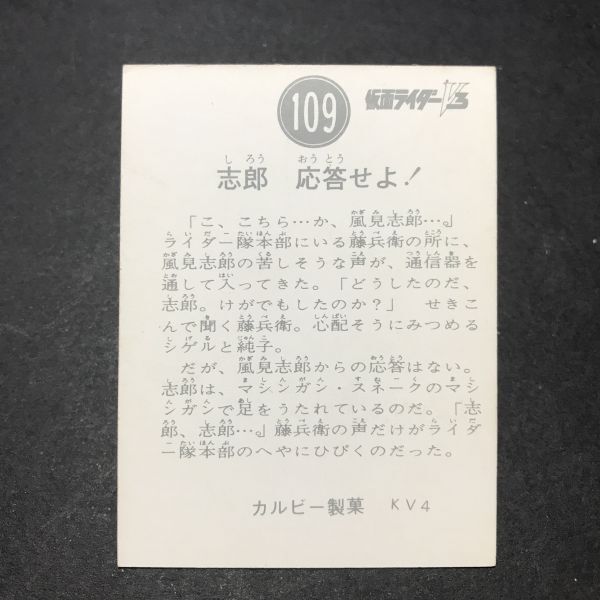 109
仮面ライダーV3
しろう おうとう
志郎 応答せよ!
「こ、こちら…か、風見志郎…。」
ライダー隊本部にいる藤兵衛の所に、
風見志郎の苦しそうな声が、通信器を
通して入ってきた。「どうしたのだ、
志郎。けがでもしたのか?」 せきこ
んで聞く藤兵衛。心配そうにみつめる
シゲルと純子。
だが、風見志郎からの応答はない。
志郎は、マシンガン・スネークのマシ
ンガンで足をうたれているのだ。「志
郎、志郎…。」藤兵衛の声だけがライダ
ー隊本部のへやにひびくのだった。
カルビー製菓 KV4